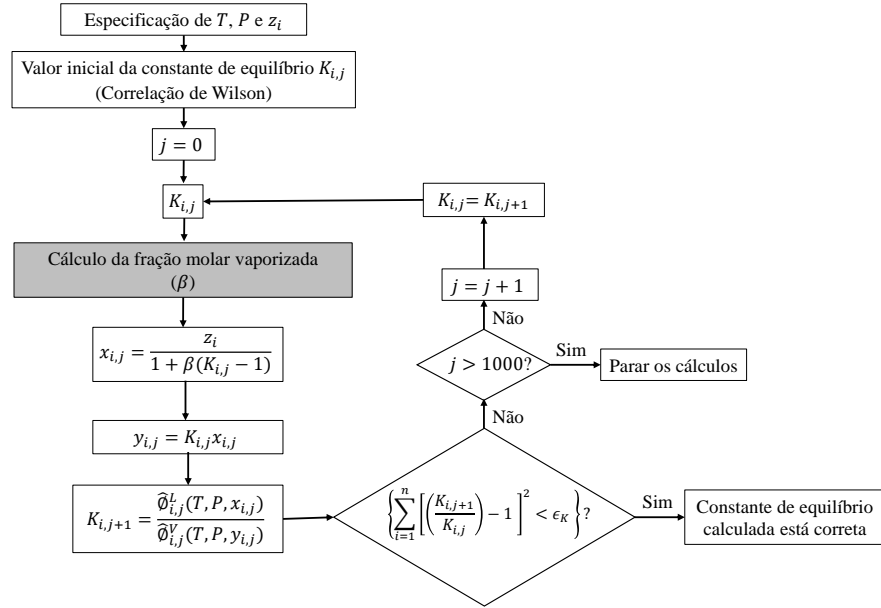 Especificação de T, P e z_i
Valor inicial da constante de equilíbrio K_{i,j}
(Correlação de Wilson)
j = 0
K_{i,j}
K_{i,j} = K_{i,j+1}
Cálculo da fração molar vaporizada
(β)
j = j + 1
Não
x_{i,j} = z_i / (1 + β(K_{i,j} − 1))
j > 1000?
Sim
Parar os cálculos
Não
y_{i,j} = K_{i,j}x_{i,j}
K_{i,j+1} = ∅̂^L_{i,j}(T, P, x_{i,j}) / ∅̂^V_{i,j}(T, P, y_{i,j})
{∑_{i=1}^{n} [(K_{i,j+1} / K_{i,j}) − 1]^2 < ϵ_K}?
Sim
Constante de equilíbrio
calculada está correta